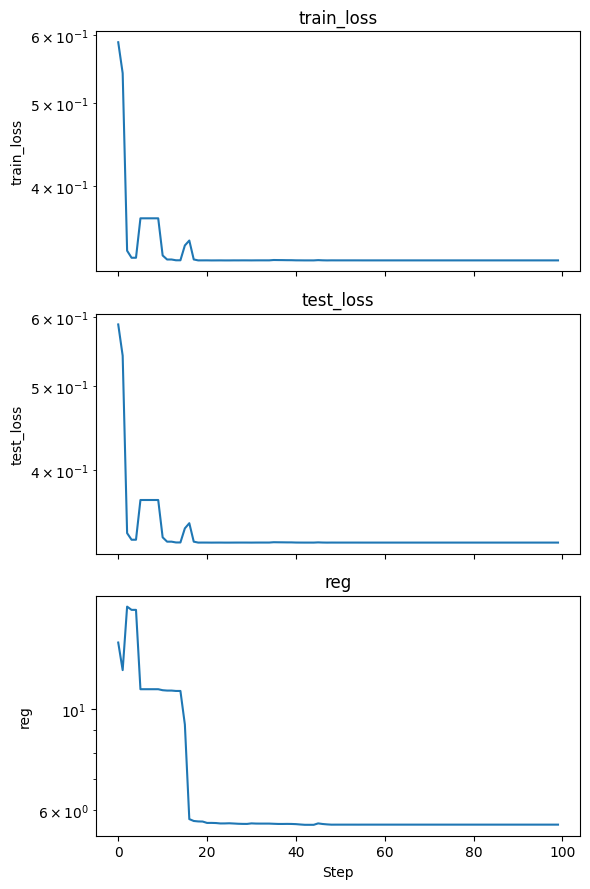 train_loss
6 × 10⁻¹
5 × 10⁻¹
4 × 10⁻¹
train_loss
test_loss
6 × 10⁻¹
5 × 10⁻¹
4 × 10⁻¹
test_loss
reg
10¹
6 × 10⁰
reg
0 20 40 60 80 100
Step